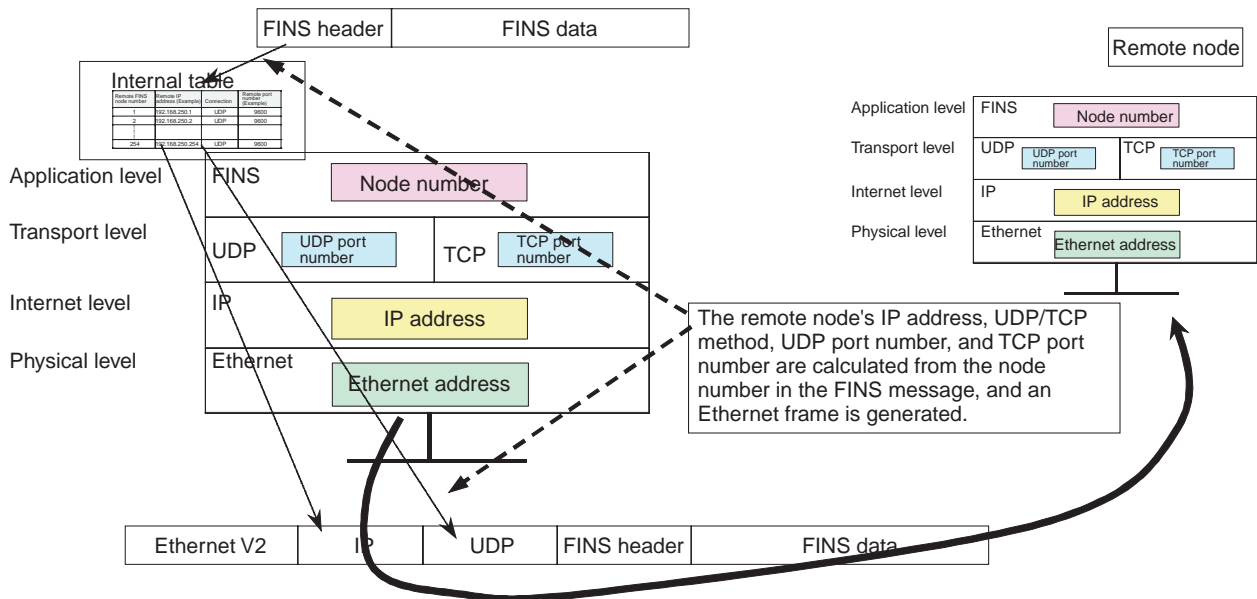 FINS header FINS data
Remote node
Internal table
Remote FINS node number Remote IP address (Example) Connection Remote port number (Example)
1 192.168.250.1 UDP 9600
2 192.168.250.2 UDP 9600
254 192.168.250.254 UDP 9600
Application level FINS Node number
Transport level UDP UDP port number TCP TCP port number
Internet level IP IP address
Physical level Ethernet Ethernet address
Application level FINS Node number
Transport level UDP UDP port number TCP TCP port number
Internet level IP IP address
Physical level Ethernet Ethernet address
The remote node's IP address, UDP/TCP
method, UDP port number, and TCP port
number are calculated from the node
number in the FINS message, and an
Ethernet frame is generated.
Ethernet V2 IP UDP FINS header FINS data